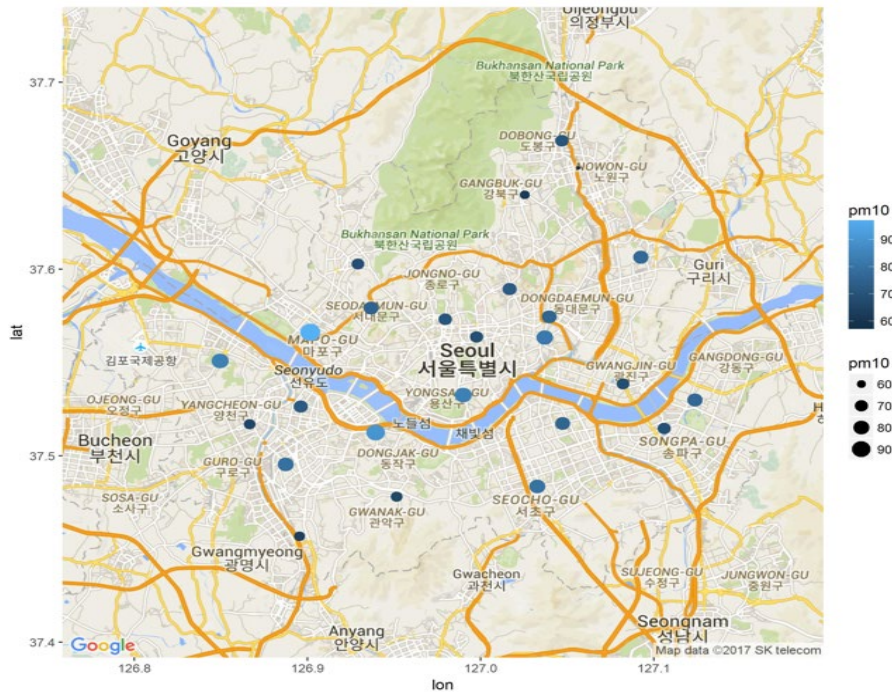 Uijeongbu
의정부시
37.7
Bukhansan National Park
북한산국립공원
Goyang
고양시
DOBONG-GU
도봉구
NOWON-GU
노원구
GANGBUK-GU
강북구
pm10
90
80
70
60
Bukhansan National Park
북한산국립공원
37.6
JONGNO-GU
종로구
Guri
구리시
SEODAEMUN-GU
서대문구
DONGDAEMUN-GU
동대문구
lat
MAPO-GU
마포구
김포국제공항
Seonyudo
선유도
Seoul
서울특별시
GWANGJIN-GU
광진구
GANGDONG-GU
강동구
pm10
60
70
80
90
OJEONG-GU
오정구
YANGCHEON-GU
양천구
YONGSAN-GU
용산구
노들섬
채빛섬
Bucheon
부천시
SONGPA-GU
송파구
37.5
GURO-GU
구로구
DONGJAK-GU
동작구
SOSA-GU
소사구
GWANAK-GU
관악구
SEOCHO-GU
서초구
Gwangmyeong
광명시
Gwacheon
과천시
SUJEONG-GU
수정구
JUNGWON-GU
중원구
Seongnam
성남시
Anyang
안양시
37.4
Google
Map data ©2017 SK telecom
126.8
126.9
127.0
127.1
lon